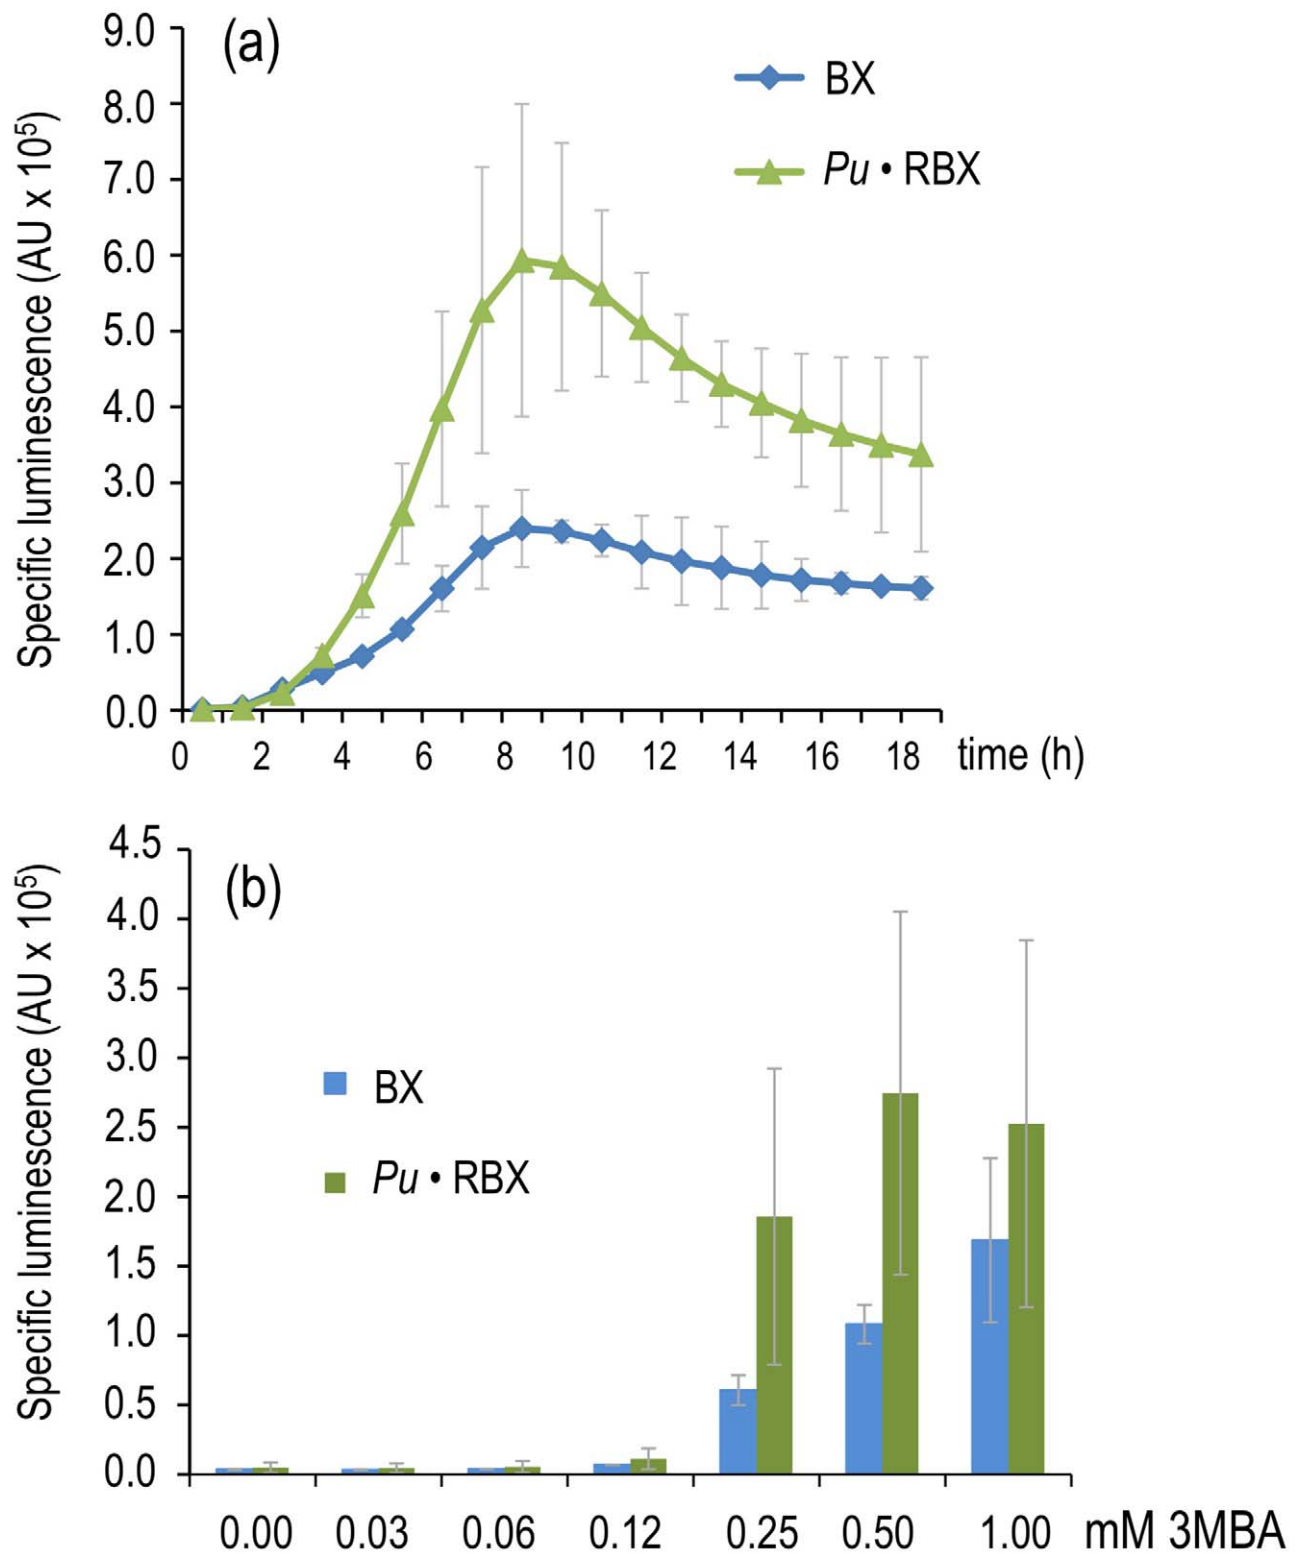 (a)
Specific luminescence (AU x 10⁵)
9.0
8.0
7.0
6.0
5.0
4.0
3.0
2.0
1.0
0.0
BX
Pu • RBX
0 2 4 6 8 10 12 14 16 18 time (h)
(b)
Specific luminescence (AU x 10⁵)
4.5
4.0
3.5
3.0
2.5
2.0
1.5
1.0
0.5
0.0
BX
Pu • RBX
0.00 0.03 0.06 0.12 0.25 0.50 1.00 mM 3MBA